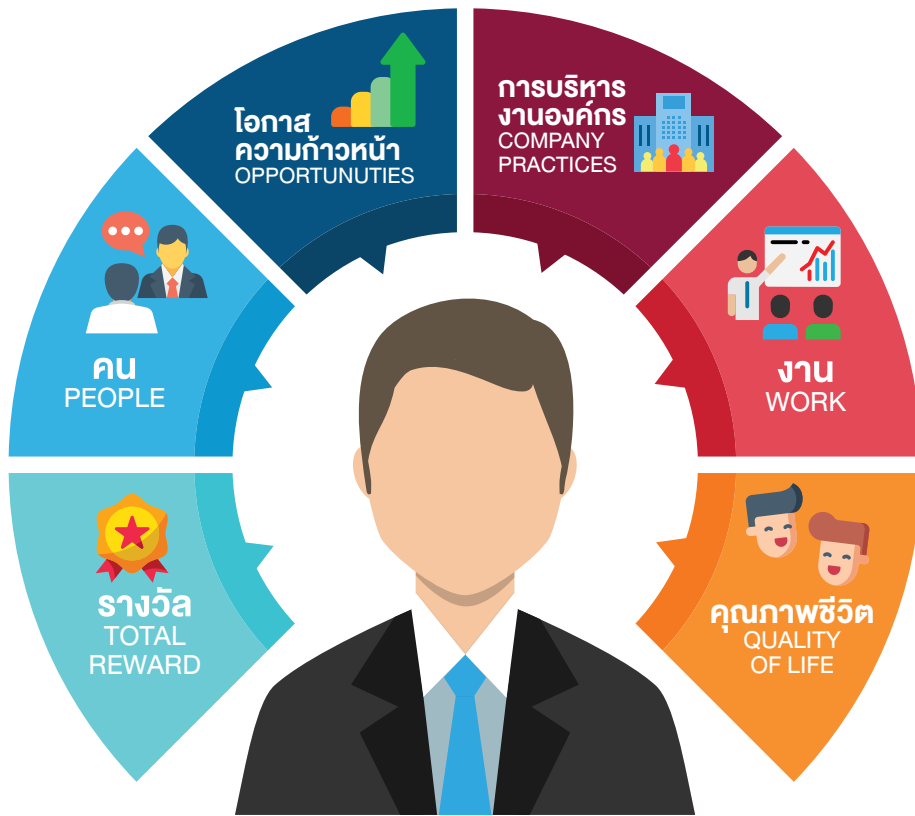 โอกาส
ความก้าวหน้า
OPPORTUNUTIES
การบริหาร
งานองค์กร
COMPANY
PRACTICES
คน
PEOPLE
งาน
WORK
รางวัล
TOTAL
REWARD
คุณภาพชีวิต
QUALITY
OF LIFE